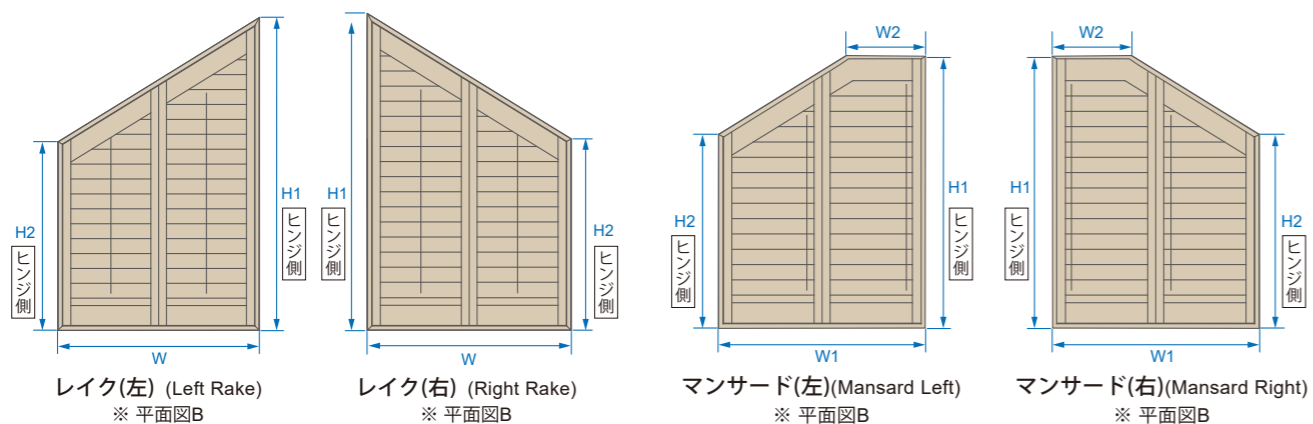 H1
ヒンジ側
H2
ヒンジ側
W
レイク(左) (Left Rake)
※ 平面図B
H1
ヒンジ側
H2
ヒンジ側
W
レイク(右) (Right Rake)
※ 平面図B
W2
H1
ヒンジ側
H2
ヒンジ側
W1
マンサード(左)(Mansard Left)
※ 平面図B
W2
H1
ヒンジ側
H2
ヒンジ側
W1
マンサード(右)(Mansard Right)
※ 平面図B